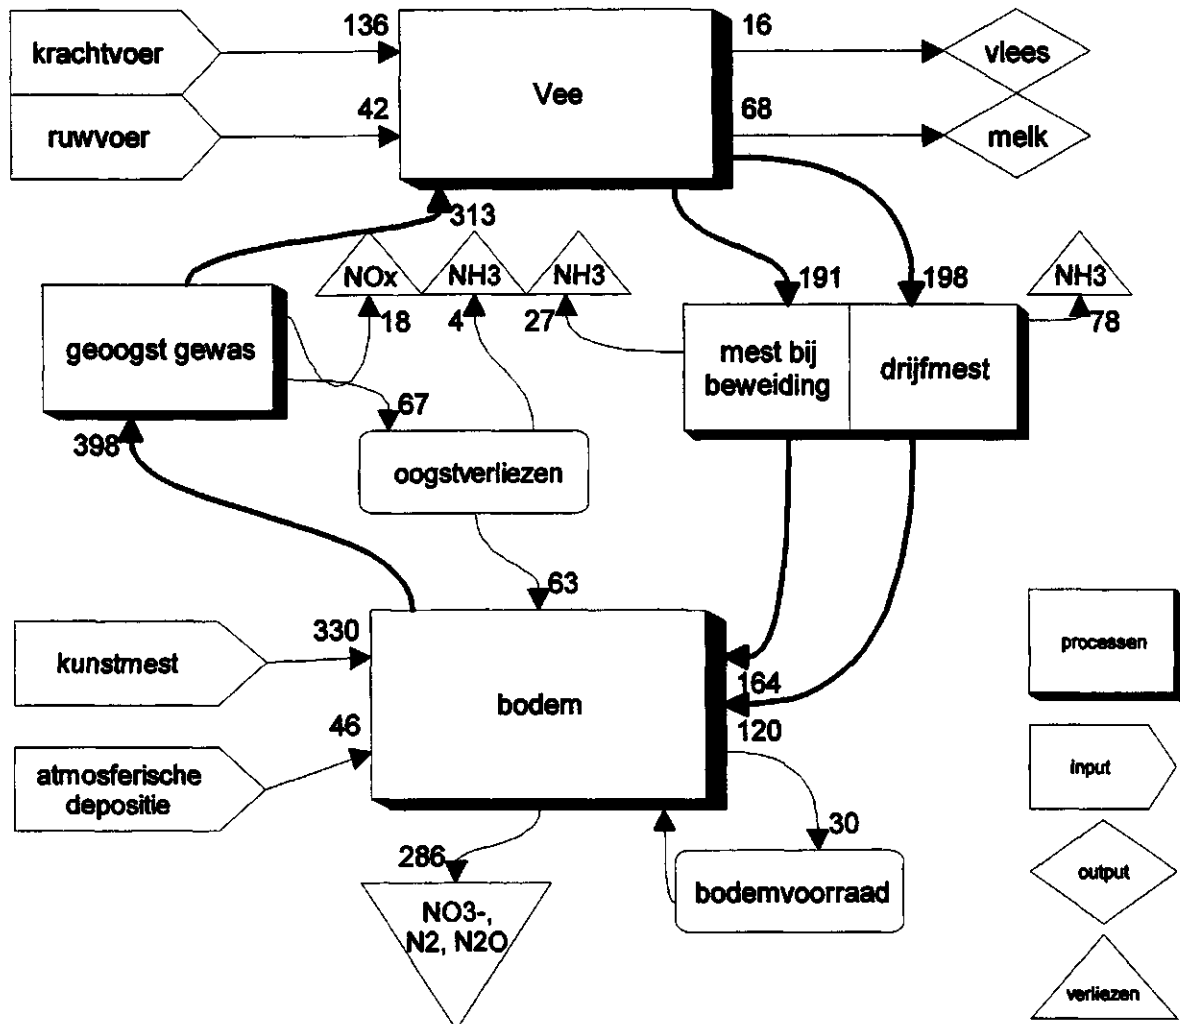 krachtvoer
136
Vee
16
vlees
ruwvoer
42
68
melk
313
NOx
NH3
NH3
191
198
NH3
18
4
27
78
geoogst gewas
mest bij
beweiding
drijfmest
67
398
oogstverliezen
63
kunstmest
330
bodem
164
processen
46
120
atmosferische
depositie
input
30
286
bodemvoorraad
output
NO3-,
N2, N2O
verliezen